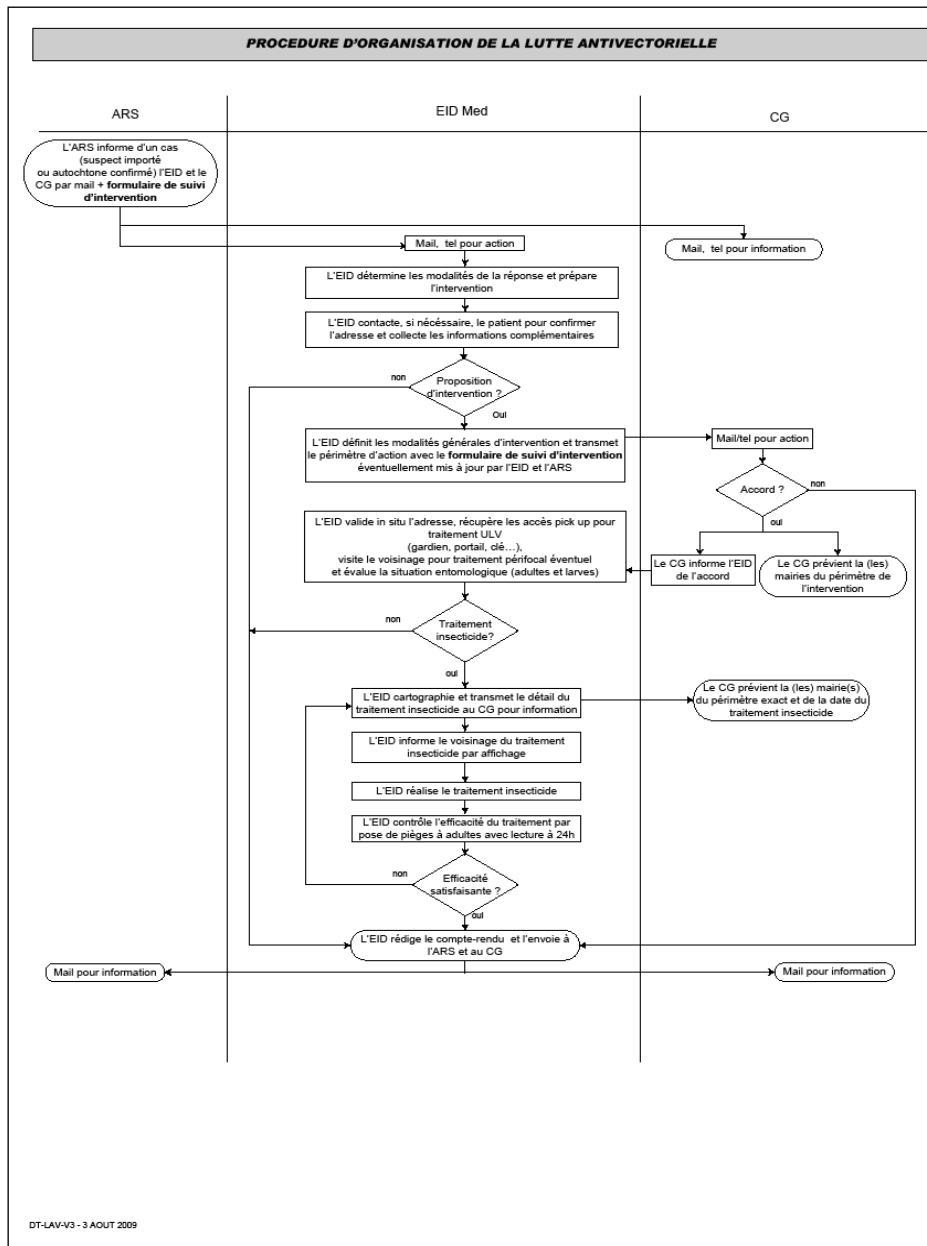 PROCEDURE D'ORGANISATION DE LA LUTTE ANTIVECTORIELLE
ARS
EID Med
CG
L'ARS informe d'un cas
(suspect importé
ou autochtone confirmé) l'EID et le
CG par mail + formulaire de suivi
d'intervention
Mail, tel pour action
Mail, tel pour information
L'EID détermine les modalités de la réponse et prépare
l'intervention
L'EID contacte, si nécéssaire, le patient pour confirmer
l'adresse et collecte les informations complémentaires
non
Proposition
d'intervention ?
Oui
L'EID définit les modalités générales d'intervention et transmet
le périmètre d'action avec le formulaire de suivi d'intervention
éventuellement mis à jour par l'EID et l'ARS
Mail/tel pour action
Accord ?
non
oui
L'EID valide in situ l'adresse, récupère les accès pick up pour
traitement ULV
(gardien, portail, clé…),
visite le voisinage pour traitement périfocal éventuel
et évalue la situation entomologique (adultes et larves)
Le CG informe l'EID
de l'accord
Le CG prévient la (les)
mairies du périmètre de
l'intervention
non
Traitement
insecticide?
oui
L'EID cartographie et transmet le détail du
traitement insecticide au CG pour information
Le CG prévient la (les) mairie(s)
du périmètre exact et de la date du
traitement insecticide
L'EID informe le voisinage du traitement
insecticide par affichage
L'EID réalise le traitement insecticide
L'EID contrôle l'efficacité du traitement par
pose de pièges à adultes avec lecture à 24h
non
Efficacité
satisfaisante ?
oui
L'EID rédige le compte-rendu et l'envoie à
l'ARS et au CG
Mail pour information
Mail pour information
DT-LAV-V3 - 3 AOUT 2009